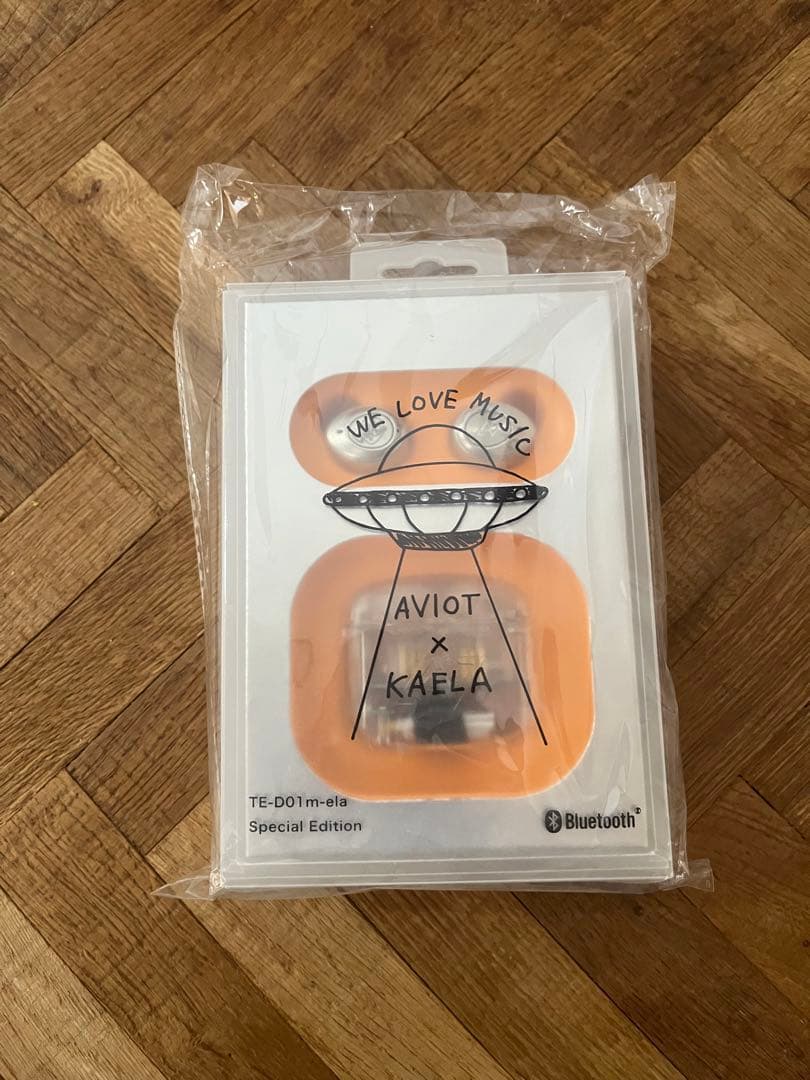 WE LOVE MUSIC
AVIOT
×
KAELA
TE-D01m-ela
Special Edition
Bluetooth